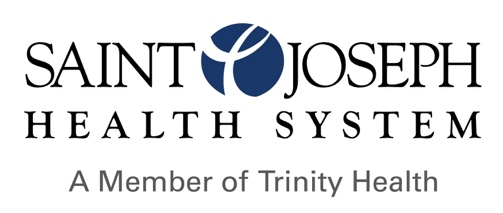 SAINT JOSEPH
HEALTH SYSTEM
A Member of Trinity Health